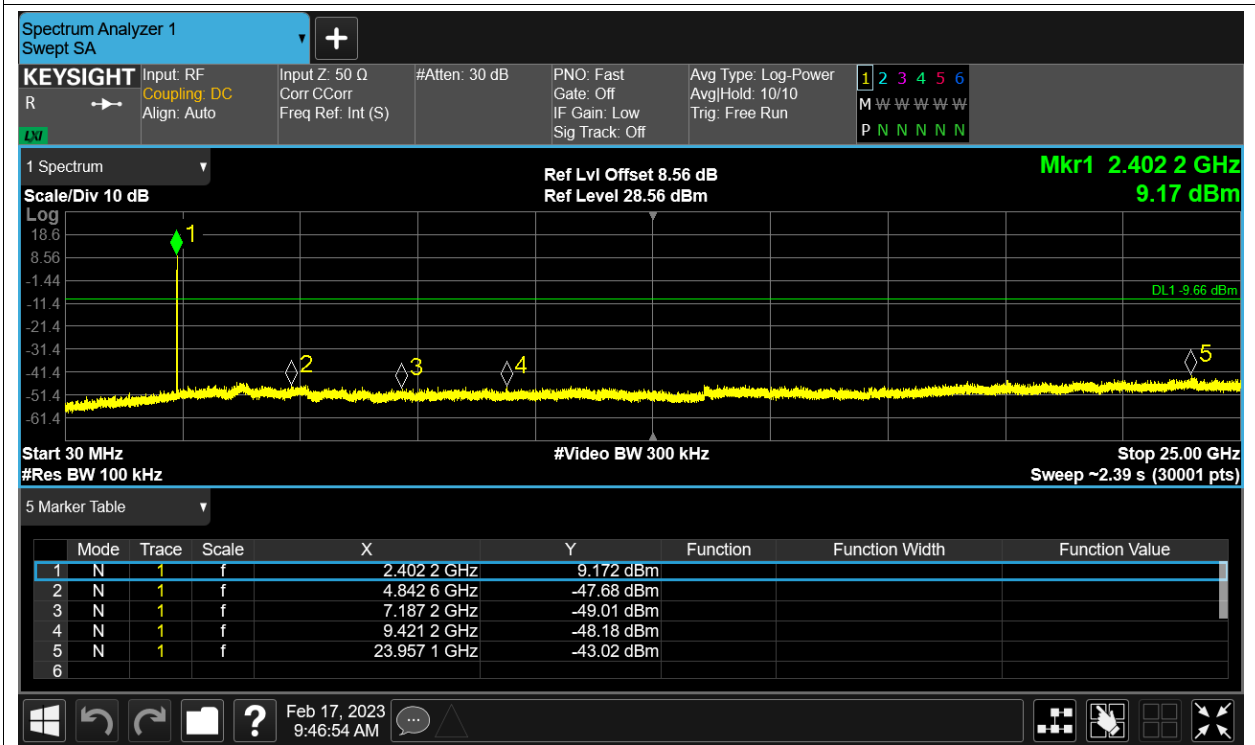 Spectrum Analyzer 1
Swept SA
KEYSIGHT Input: RF Input Z: 50 Ω #Atten: 30 dB PNO: Fast Avg Type: Log-Power 1 2 3 4 5 6
R Coupling: DC Corr CCorr Gate: Off Avg|Hold: 10/10 M W W W W W
Align: Auto Freq Ref: Int (S) IF Gain: Low Trig: Free Run
LXI Sig Track: Off P N N N N N
1 Spectrum Ref Lvl Offset 8.56 dB Mkr1 2.402 2 GHz
Scale/Div 10 dB Ref Level 28.56 dBm 9.17 dBm
Log
18.6 1
8.56
-1.44
DL1 -9.66 dBm
-11.4
-21.4
-31.4
2 3 4 5
-41.4
-51.4
-61.4
Start 30 MHz #Video BW 300 kHz Stop 25.00 GHz
#Res BW 100 kHz Sweep ~2.39 s (30001 pts)
5 Marker Table
Mode Trace Scale X Y Function Function Width Function Value
1 N 1 f 2.402 2 GHz 9.172 dBm
2 N 1 f 4.842 6 GHz -47.68 dBm
3 N 1 f 7.187 2 GHz -49.01 dBm
4 N 1 f 9.421 2 GHz -48.18 dBm
5 N 1 f 23.957 1 GHz -43.02 dBm
6
? Feb 17, 2023
9:46:54 AM